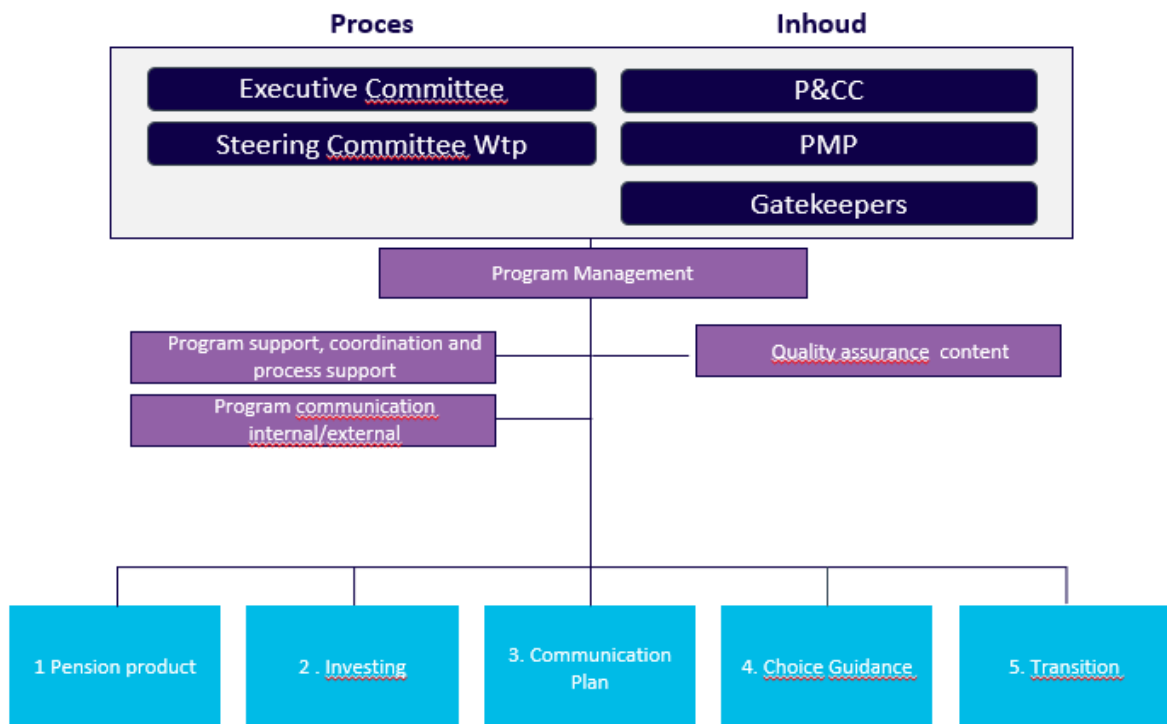 Proces
Inhoud
Executive Committee
P&CC
Steering Committee Wtp
PMP
Gatekeepers
Program Management
Program support, coordination and
process support
Quality assurance content
Program communication
internal/external
1 Pension product
2 . Investing
3. Communication
Plan
4. Choice Guidance
5. Transition